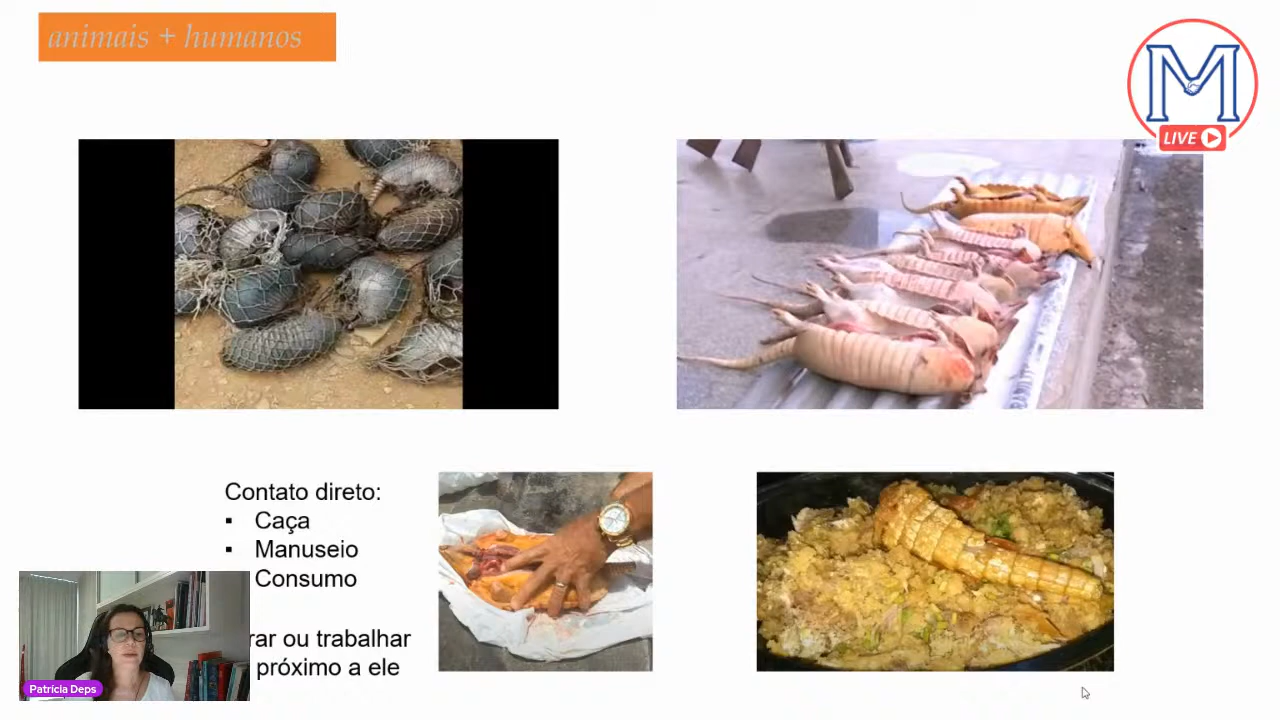 animais + humanos
M
LIVE
Contato direto:
▪ Caça
▪ Manuseio
Consumo
rar ou trabalhar
próximo a ele
Patrícia Deps